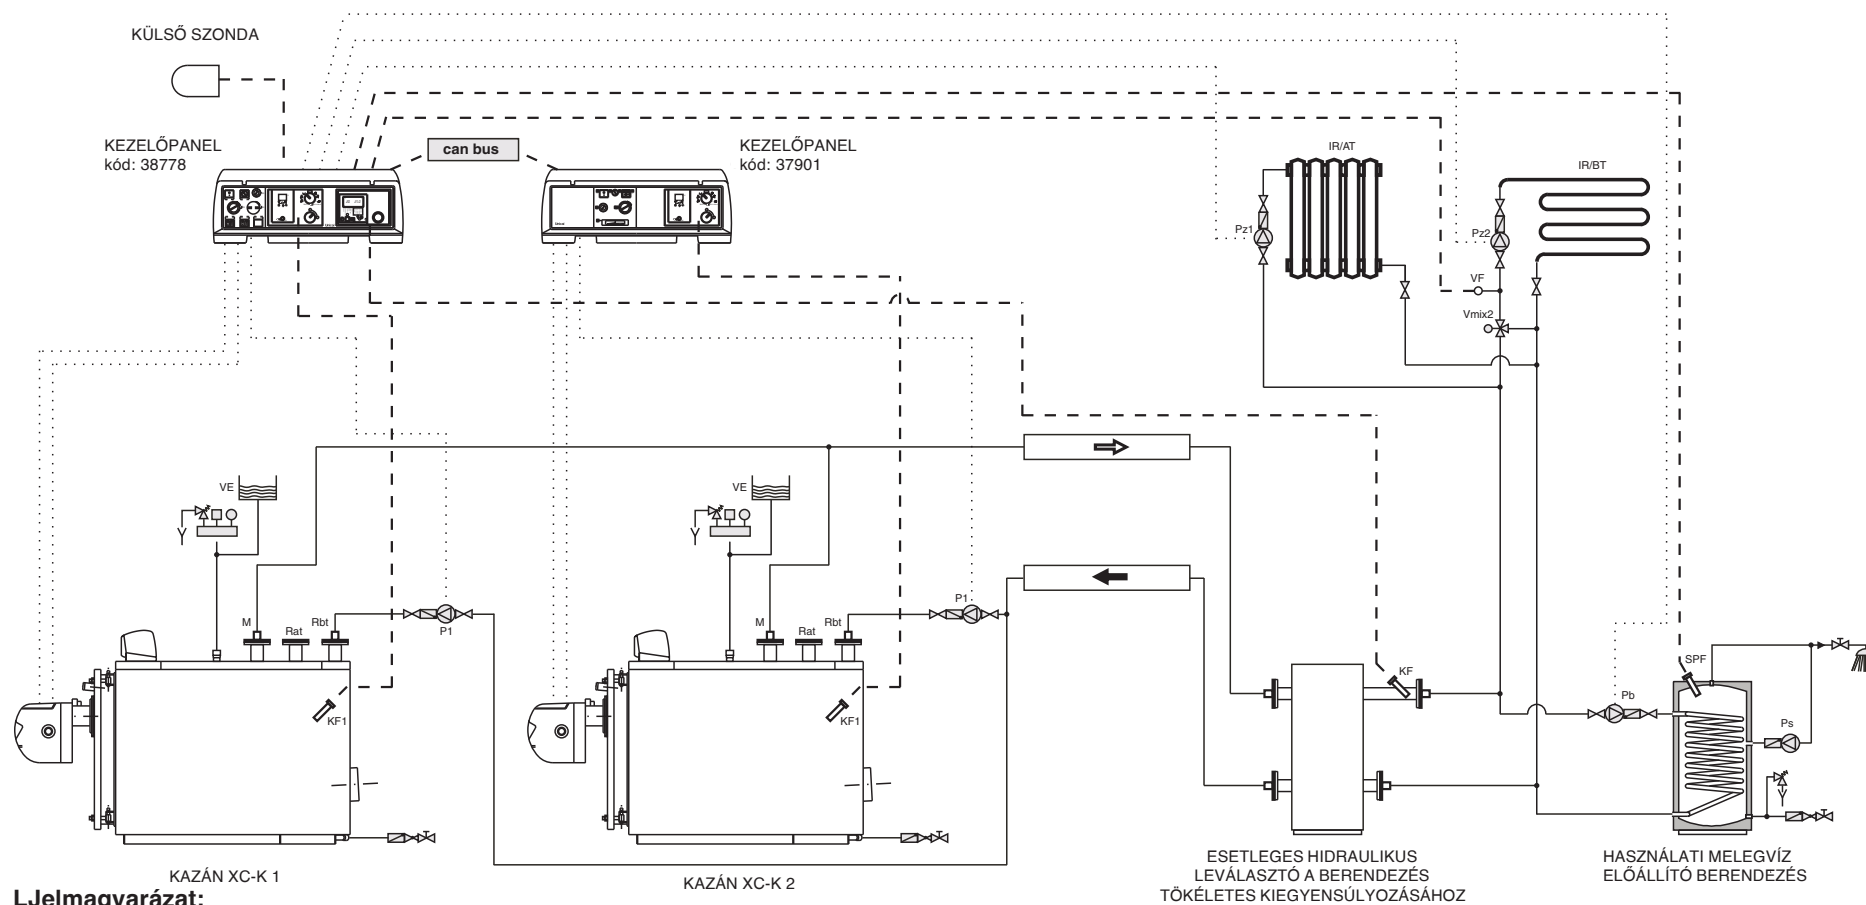 KÜLSŐ SZONDA
KEZELŐPANEL
kód: 38778
can bus
KEZELŐPANEL
kód: 37901
IR/AT
IR/BT
Pz1
Pz2
VF
Vmix2
VE
VE
M
Rat
Rbt
P1
M
Rat
Rbt
P1
KF
SPF
Pb
Ps
KF1
KF1
KAZÁN XC-K 1
KAZÁN XC-K 2
ESETLEGES HIDRAULIKUS
LEVÁLASZTÓ A BERENDEZÉS
TÖKÉLETES KIEGYENSÚLYOZÁSÁHOZ
HASZNÁLATI MELEGVÍZ
ELŐÁLLÍTÓ BERENDEZÉS
LJelmagyarázat: